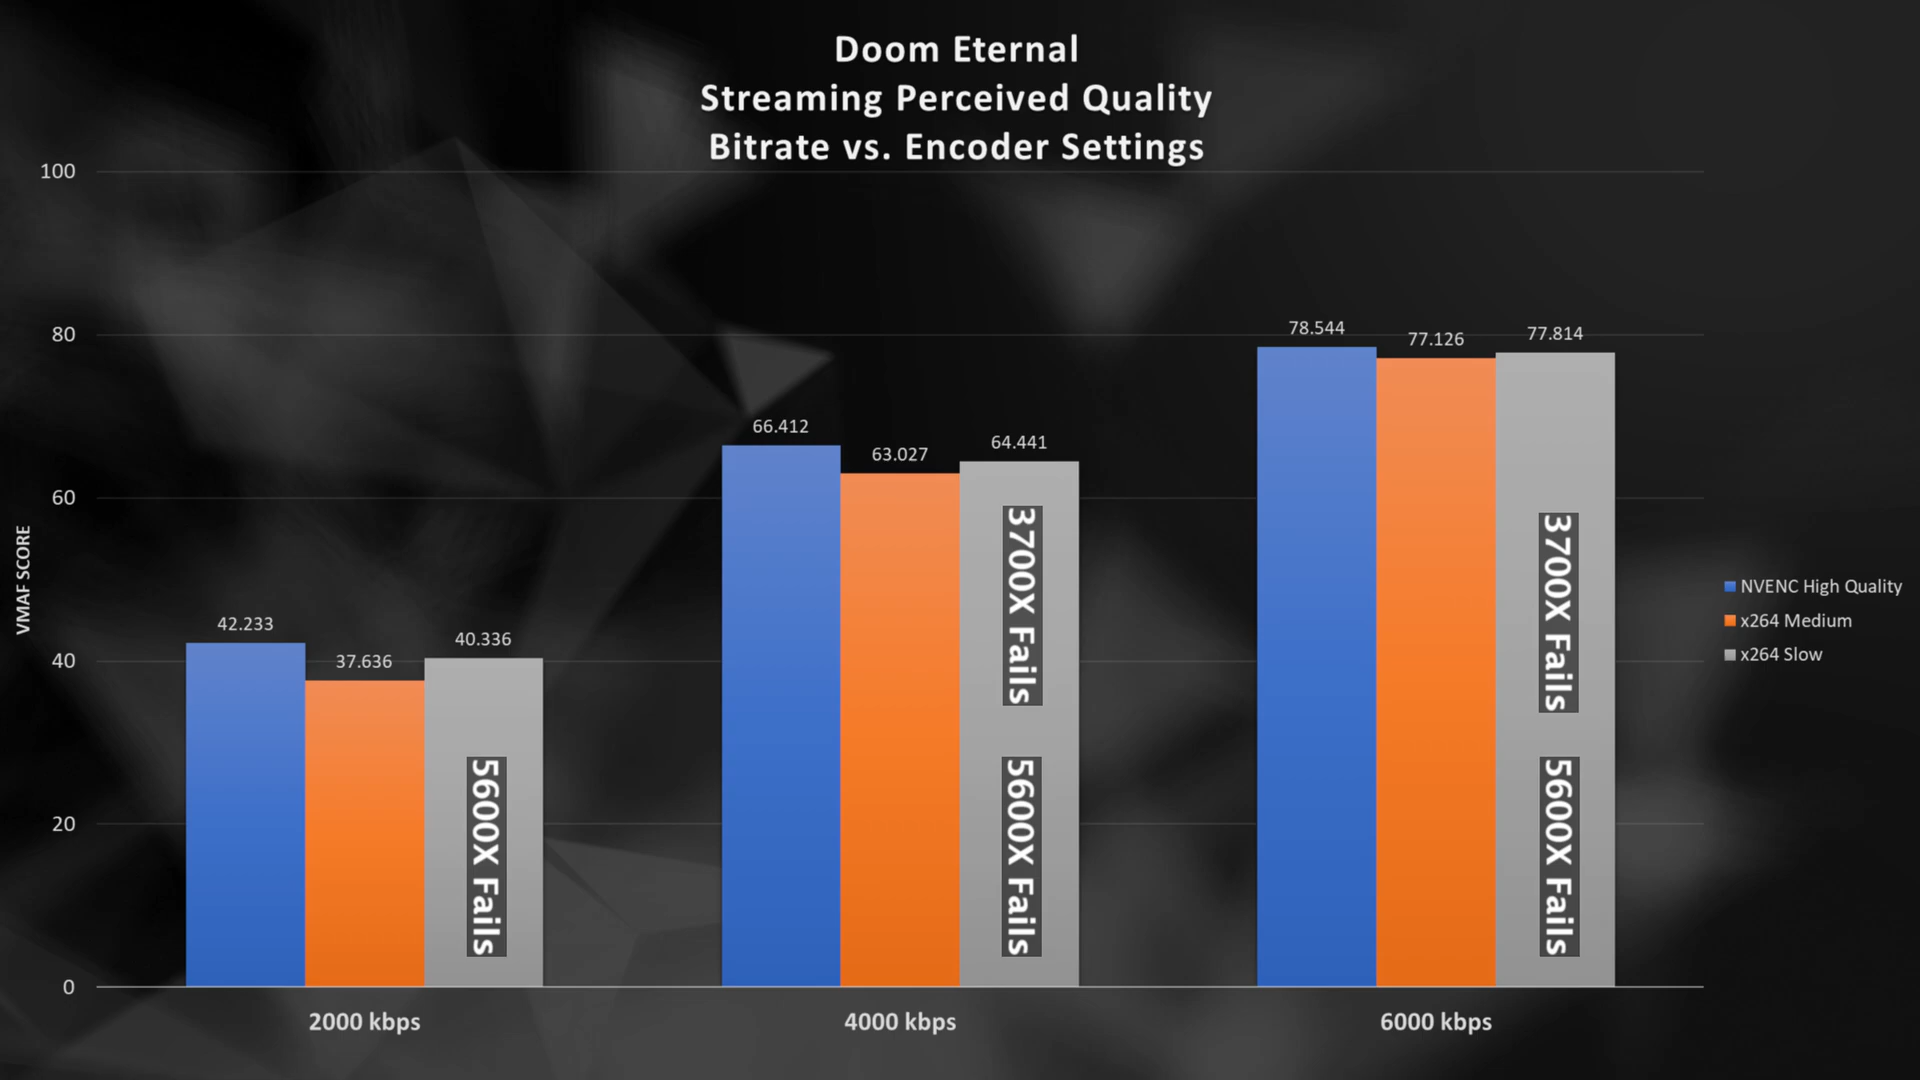 Doom Eternal
Streaming Perceived Quality
Bitrate vs. Encoder Settings
VMAF SCORE
100
80
60
40
20
0
42.233
37.636
40.336
5600X Fails
66.412
63.027
64.441
3700X Fails
5600X Fails
78.544
77.126
77.814
3700X Fails
5600X Fails
2000 kbps
4000 kbps
6000 kbps
NVENC High Quality
x264 Medium
x264 Slow